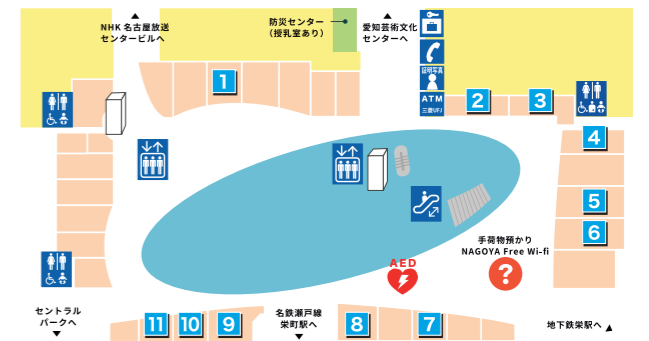 ▲
NHK 名古屋放送
センタービルへ
防災センター
（授乳室あり）
▲
愛知芸術文化
センターへ
証明写真
ATM
三菱UFJ
1
2
3
4
5
6
手荷物預かり
NAGOYA Free Wi-fi
?
AED
セントラル
パークへ
▼
11
10
9
名鉄瀬戸線
栄町駅へ
▼
8
7
地下鉄栄駅へ ▲